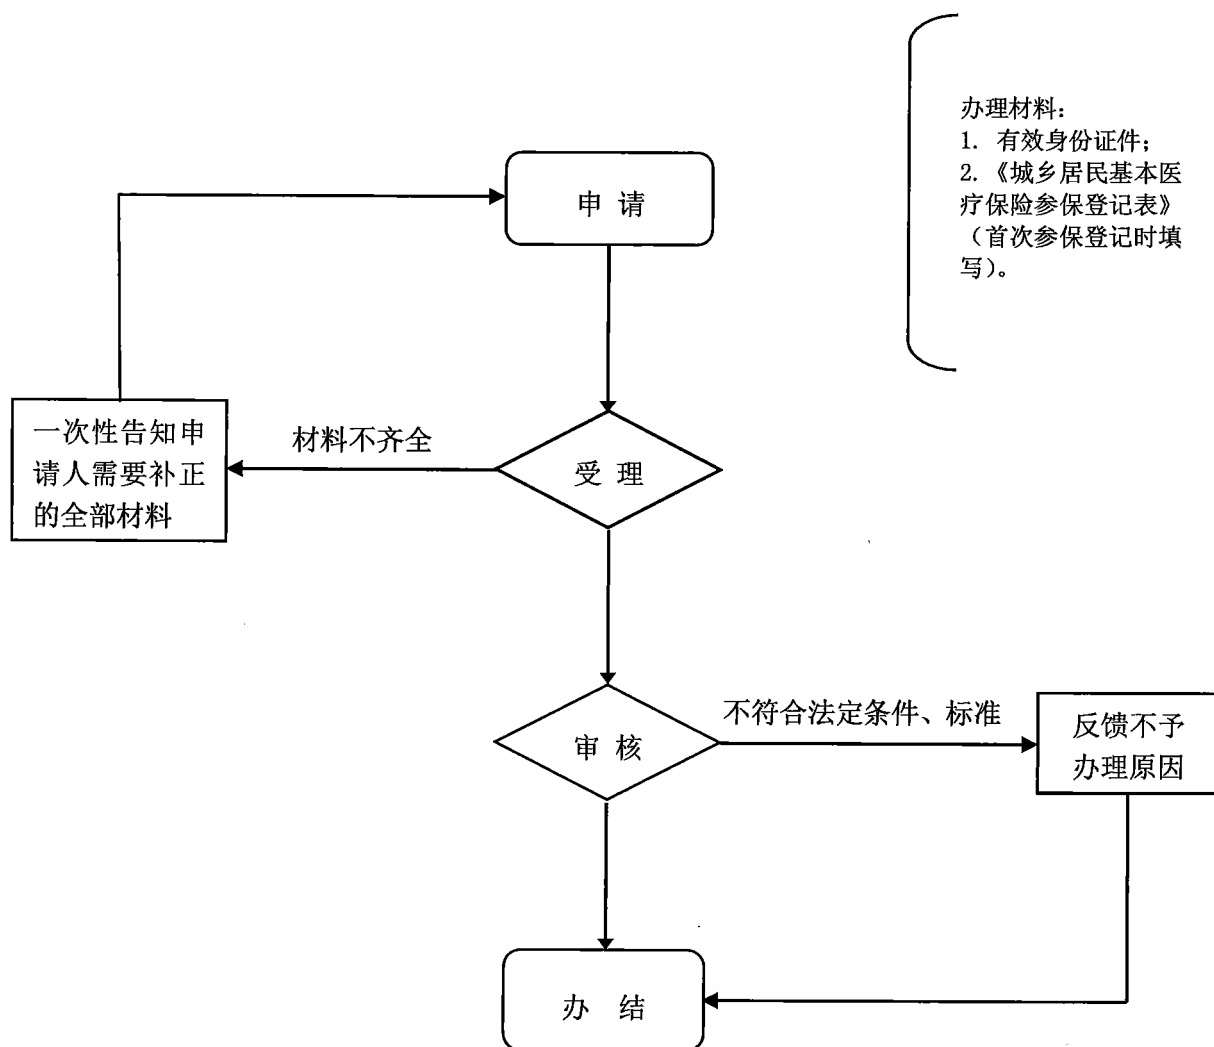 办理材料：
1. 有效身份证件；
2.《城乡居民基本医
疗保险参保登记表》
（首次参保登记时填
写）。
申 请
一次性告知申
请人需要补正
的全部材料
材料不齐全
受 理
不符合法定条件、标准
审 核
反馈不予
办理原因
办 结